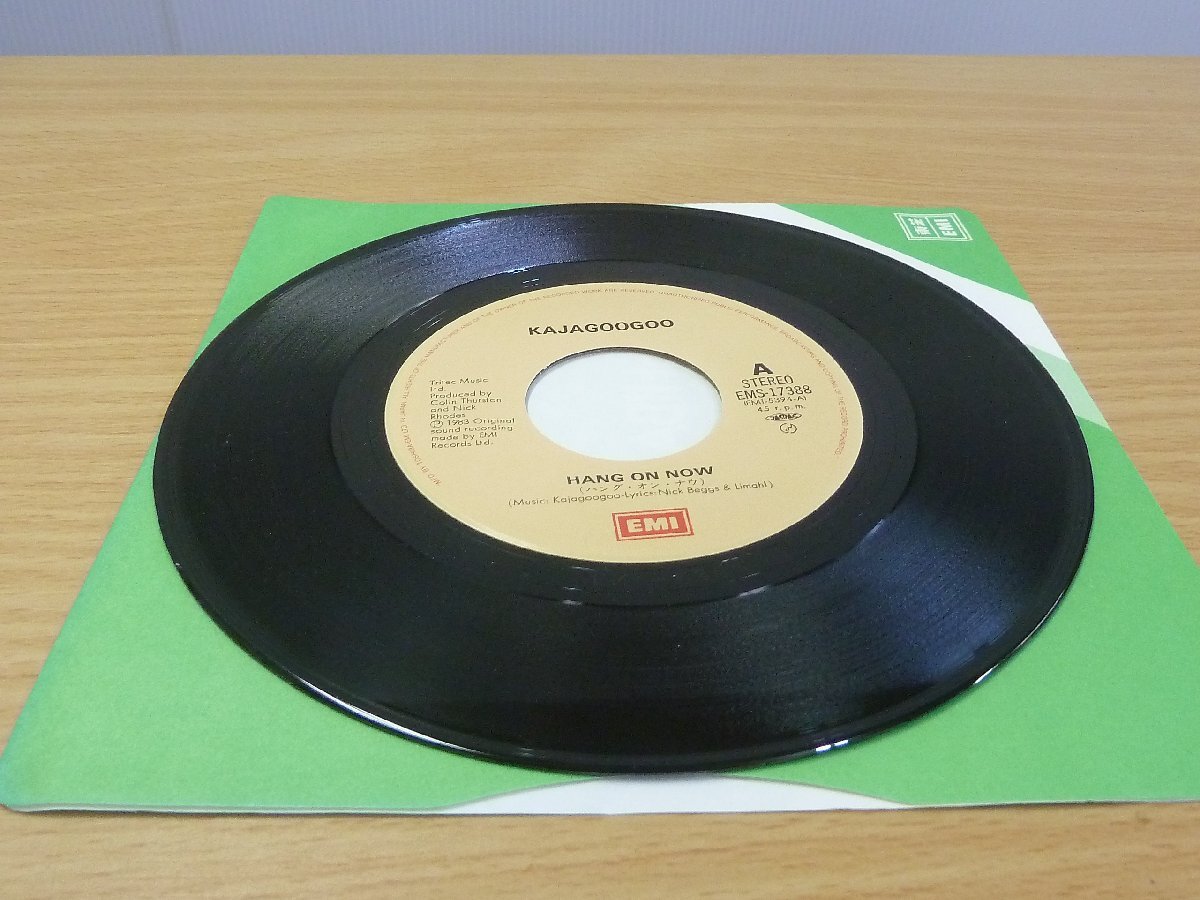 KAJAGOOGOO
A
STEREO
EMS-17388
(EMI-5394-A)
45 r.p.m.
Tritec Music
Ltd.
Produced by
Colin Thurston
and Nick
Rhodes
Ⓟ 1983 Original
sound recording
made by EMI
Records Ltd.
HANG ON NOW
(ハング・オン・ナウ)
(Music: Kajagoogoo-Lyrics: Nick Beggs & Limahl)
EMI
EMI